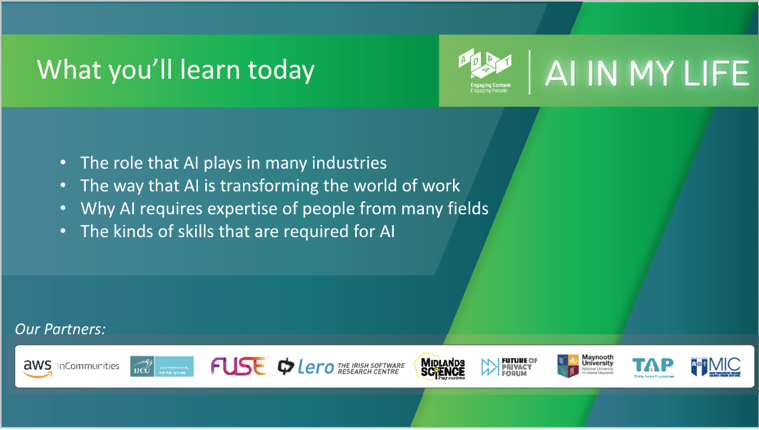 What you’ll learn today
ADAPT
Engaging Content
Engaging People
AI IN MY LIFE
• The role that AI plays in many industries
• The way that AI is transforming the world of work
• Why AI requires expertise of people from many fields
• The kinds of skills that are required for AI
Our Partners:
aws InCommunities
DCU
FUSE
Lero THE IRISH SOFTWARE
RESEARCH CENTRE
MIDLANDS
SCIENCE
FUTURE OF
PRIVACY
FORUM
Maynooth
University
National University
of Ireland Maynooth
TAP
MIC